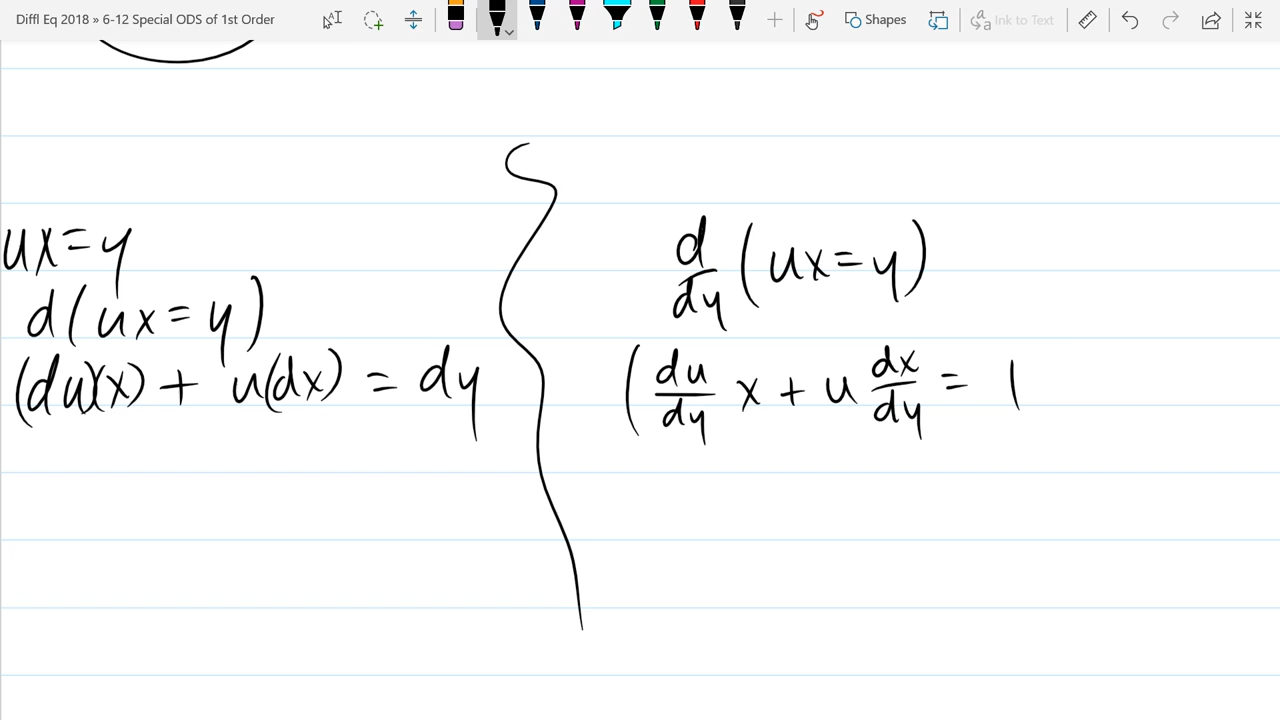 Diffl Eq 2018 » 6-12 Special ODS of 1st Order
Shapes
Ink to Text
ux=y
d(ux=y)
(du)(x) + u(dx) = dy
d/dy (ux=y)
(du/dy x + u dx/dy = 1